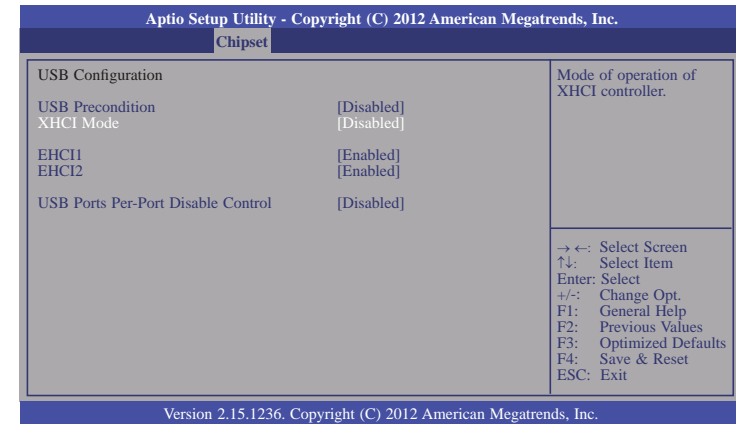 Aptio Setup Utility - Copyright (C) 2012 American Megatrends, Inc.
Chipset
USB Configuration
USB Precondition [Disabled]
XHCI Mode [Disabled]
EHCI1 [Enabled]
EHCI2 [Enabled]
USB Ports Per-Port Disable Control [Disabled]
Mode of operation of
XHCI controller.
→ ←: Select Screen
↑↓: Select Item
Enter: Select
+/-: Change Opt.
F1: General Help
F2: Previous Values
F3: Optimized Defaults
F4: Save & Reset
ESC: Exit
Version 2.15.1236. Copyright (C) 2012 American Megatrends, Inc.